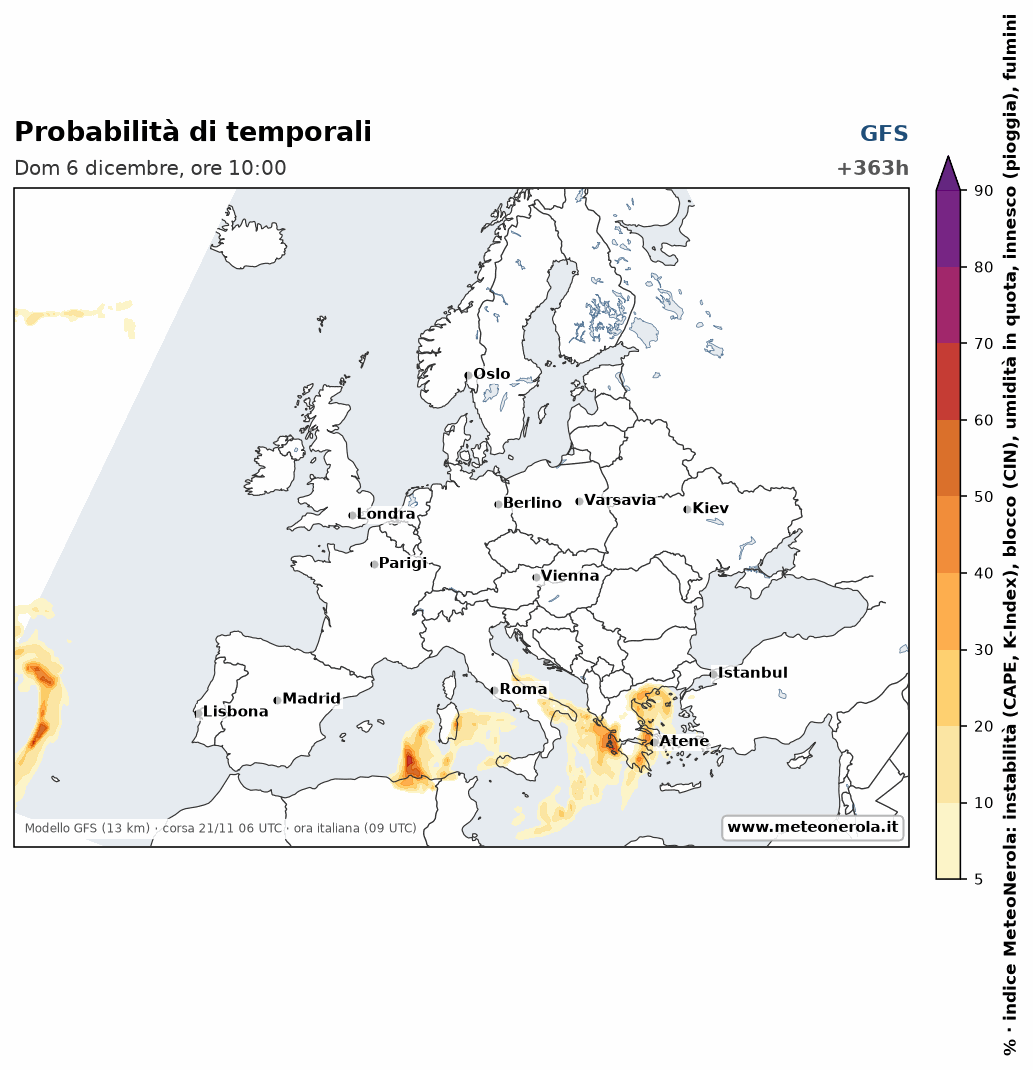 Probabilità di temporali
GFS
Dom 6 dicembre, ore 10:00
+363h
Oslo
Londra
Berlino
Varsavia
Kiev
Parigi
Vienna
Istanbul
Roma
Madrid
Lisbona
Atene
Modello GFS (13 km) · corsa 21/11 06 UTC · ora italiana (09 UTC)
www.meteonerola.it
90
80
70
60
50
40
30
20
10
5
% · indice MeteoNerola: instabilità (CAPE, K-Index), blocco (CIN), umidità in quota, innesco (pioggia), fulmini